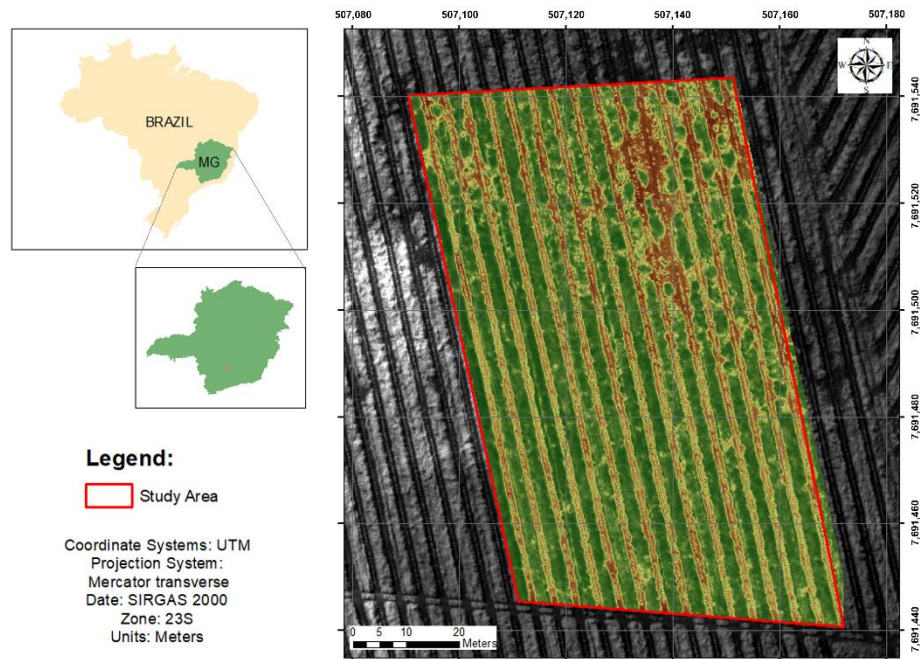 507,080 507,100 507,120 507,140 507,160 507,180
N
W E
S
BRAZIL
MG
7,691,540
7,691,520
7,691,500
7,691,480
7,691,460
7,691,440
Legend:
Study Area
Coordinate Systems: UTM
Projection System:
Mercator transverse
Date: SIRGAS 2000
Zone: 23S
Units: Meters
0 5 10 20
Meters